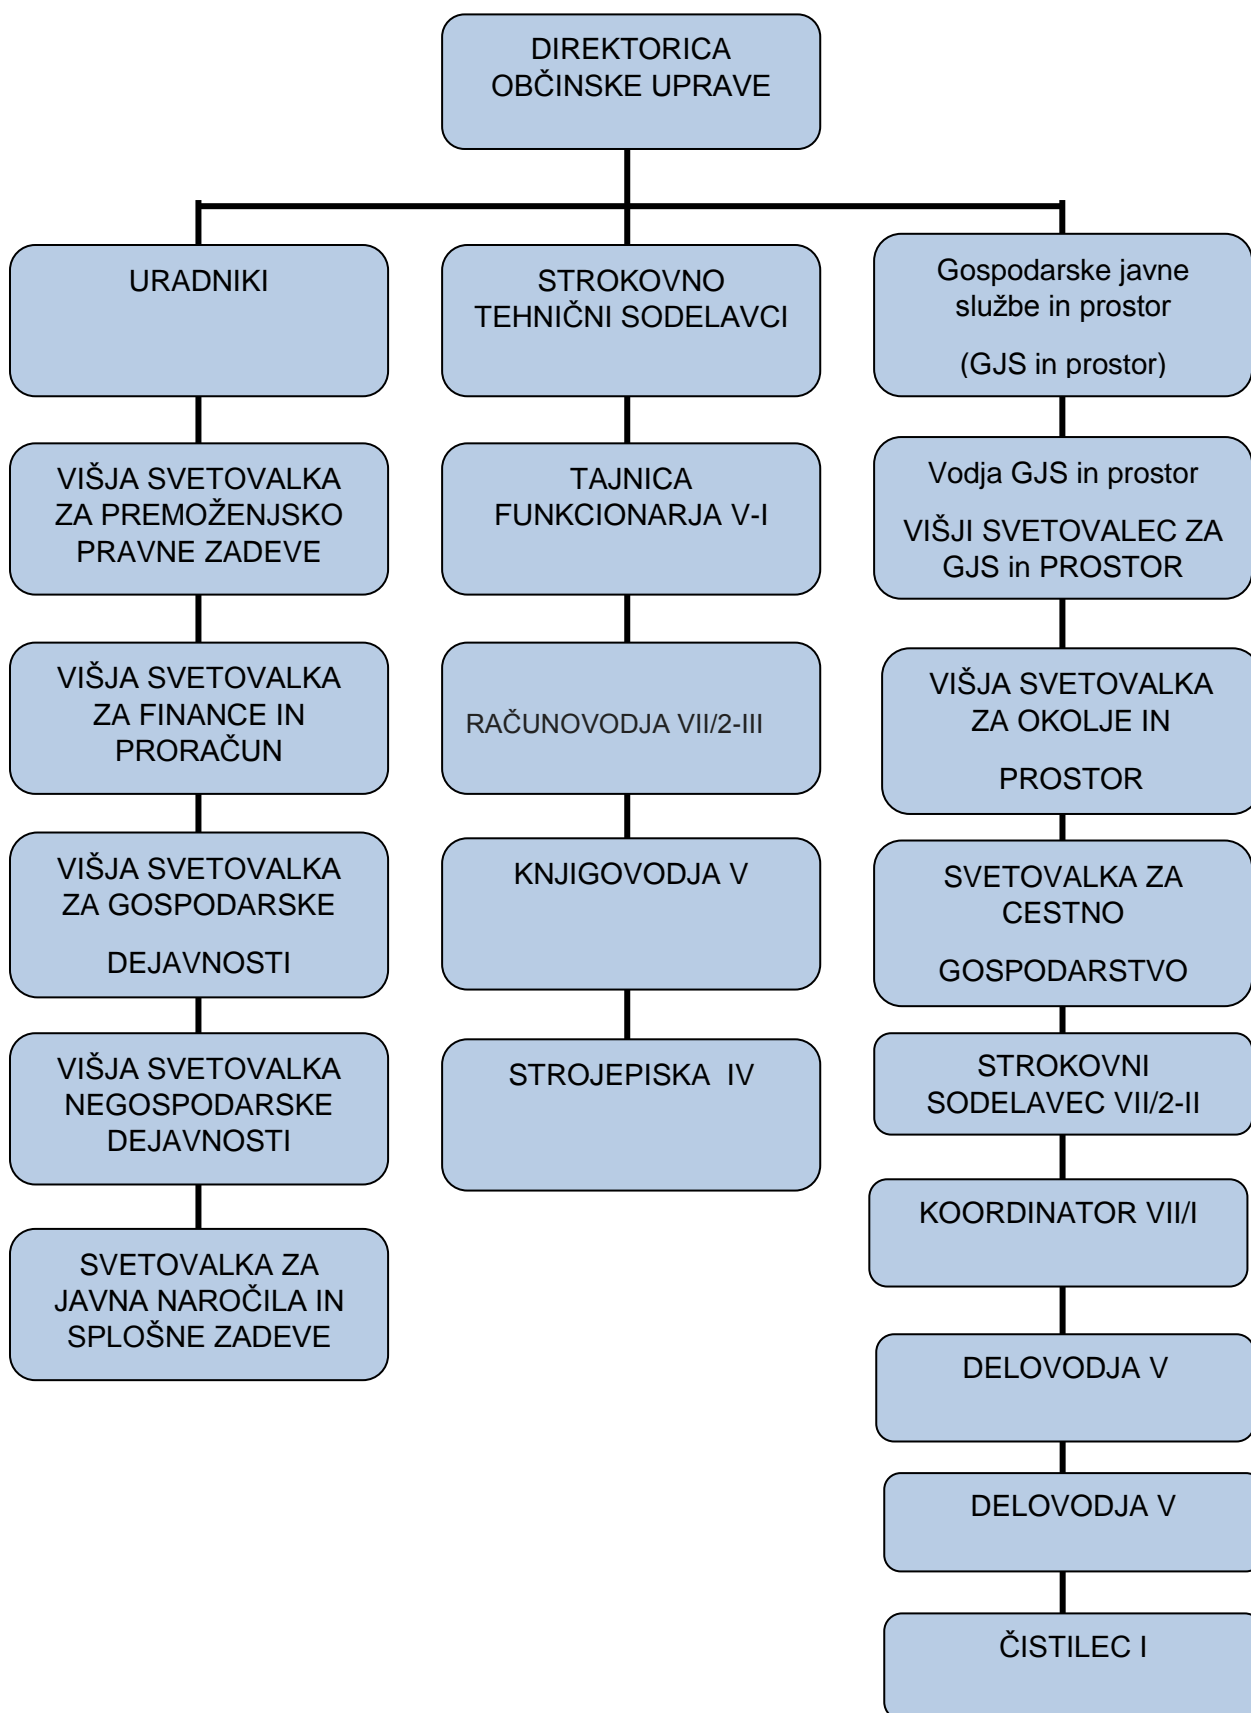 DIREKTORICA
OBČINSKE UPRAVE
URADNIKI
VIŠJA SVETOVALKA
ZA PREMOŽENJSKO
PRAVNE ZADEVE
VIŠJA SVETOVALKA
ZA FINANCE IN
PRORAČUN
VIŠJA SVETOVALKA
ZA GOSPODARSKE
DEJAVNOSTI
VIŠJA SVETOVALKA
NEGOSPODARSKE
DEJAVNOSTI
SVETOVALKA ZA
JAVNA NAROČILA IN
SPLOŠNE ZADEVE
STROKOVNO
TEHNIČNI SODELAVCI
TAJNICA
FUNKCIONARJA V-I
RAČUNOVODJA VII/2-III
KNJIGOVODJA V
STROJEPISKA IV
Gospodarske javne
službe in prostor
(GJS in prostor)
Vodja GJS in prostor
VIŠJI SVETOVALEC ZA
GJS in PROSTOR
VIŠJA SVETOVALKA
ZA OKOLJE IN
PROSTOR
SVETOVALKA ZA
CESTNO
GOSPODARSTVO
STROKOVNI
SODELAVEC VII/2-II
KOORDINATOR VII/I
DELOVODJA V
DELOVODJA V
ČISTILEC I